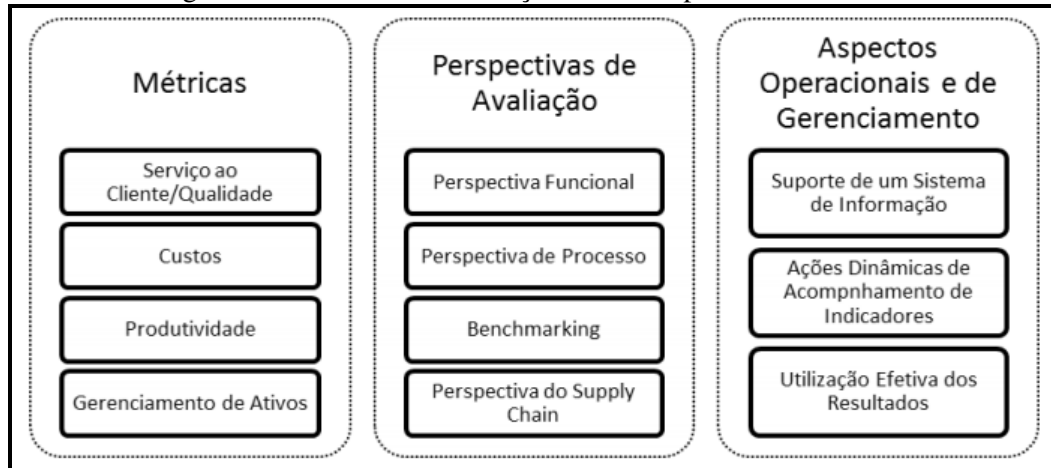 Métricas
Serviço ao
Cliente/Qualidade
Custos
Produtividade
Gerenciamento de Ativos
Perspectivas de
Avaliação
Perspectiva Funcional
Perspectiva de Processo
Benchmarking
Perspectiva do Supply
Chain
Aspectos
Operacionais e de
Gerenciamento
Suporte de um Sistema
de Informação
Ações Dinâmicas de
Acompnhamento de
Indicadores
Utilização Efetiva dos
Resultados